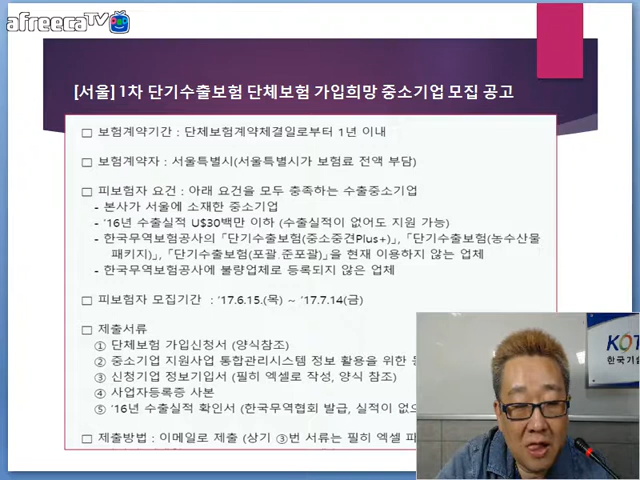 afreecaTV
[서울] 1차 단기수출보험 단체보험 가입희망 중소기업 모집 공고
□ 보험계약기간 : 단체보험계약체결일로부터 1년 이내
□ 보험계약자 : 서울특별시(서울특별시가 보험료 전액 부담)
□ 피보험자 요건 : 아래 요건을 모두 충족하는 수출중소기업
- 본사가 서울에 소재한 중소기업
- '16년 수출실적 U$30백만 이하 (수출실적이 없어도 지원 가능)
- 한국무역보험공사의 「단기수출보험(중소중견Plus+)」, 「단기수출보험(농수산물
패키지)」, 「단기수출보험(포괄.준포괄)」을 현재 이용하지 않는 업체
- 한국무역보험공사에 불량업체로 등록되지 않은 업체
□ 피보험자 모집기간 : '17.6.15.(목) ~ '17.7.14(금)
□ 제출서류
① 단체보험 가입신청서 (양식참조)
② 중소기업 지원사업 통합관리시스템 정보 활용을 위한
③ 신청기업 정보기입서 (필히 엑셀로 작성, 양식 참조)
④ 사업자등록증 사본
⑤ '16년 수출실적 확인서 (한국무역협회 발급, 실적이 없으
□ 제출방법 : 이메일로 제출 (상기 ③번 서류는 필히 엑셀 파
KOT
한국기술